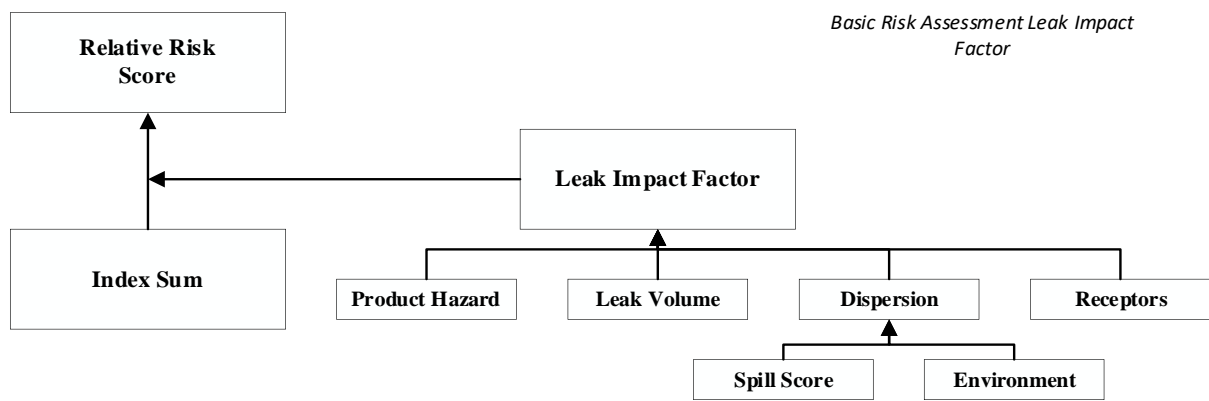 Basic Risk Assessment Leak Impact
Factor
Relative Risk
Score
Leak Impact Factor
Index Sum
Product Hazard
Leak Volume
Dispersion
Receptors
Spill Score
Environment